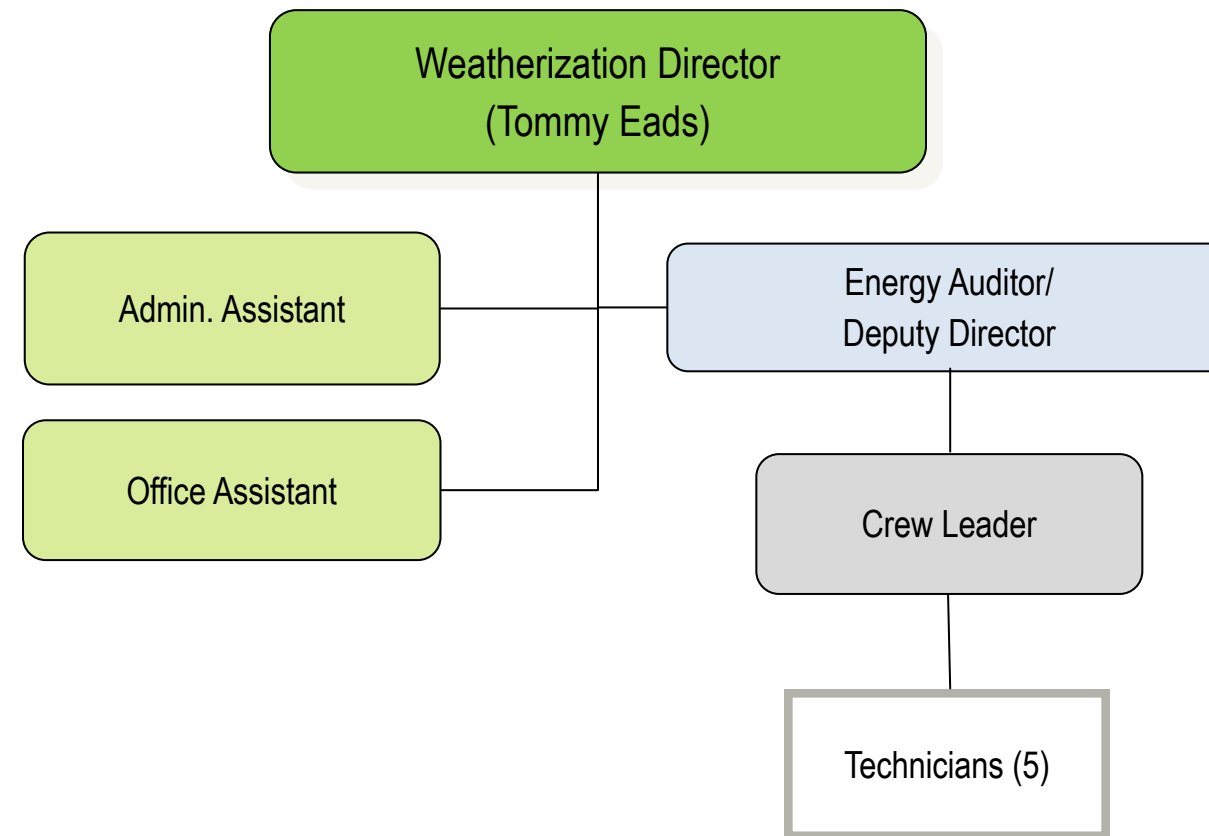 Weatherization Director
(Tommy Eads)
Admin. Assistant
Energy Auditor/
Deputy Director
Office Assistant
Crew Leader
Technicians (5)